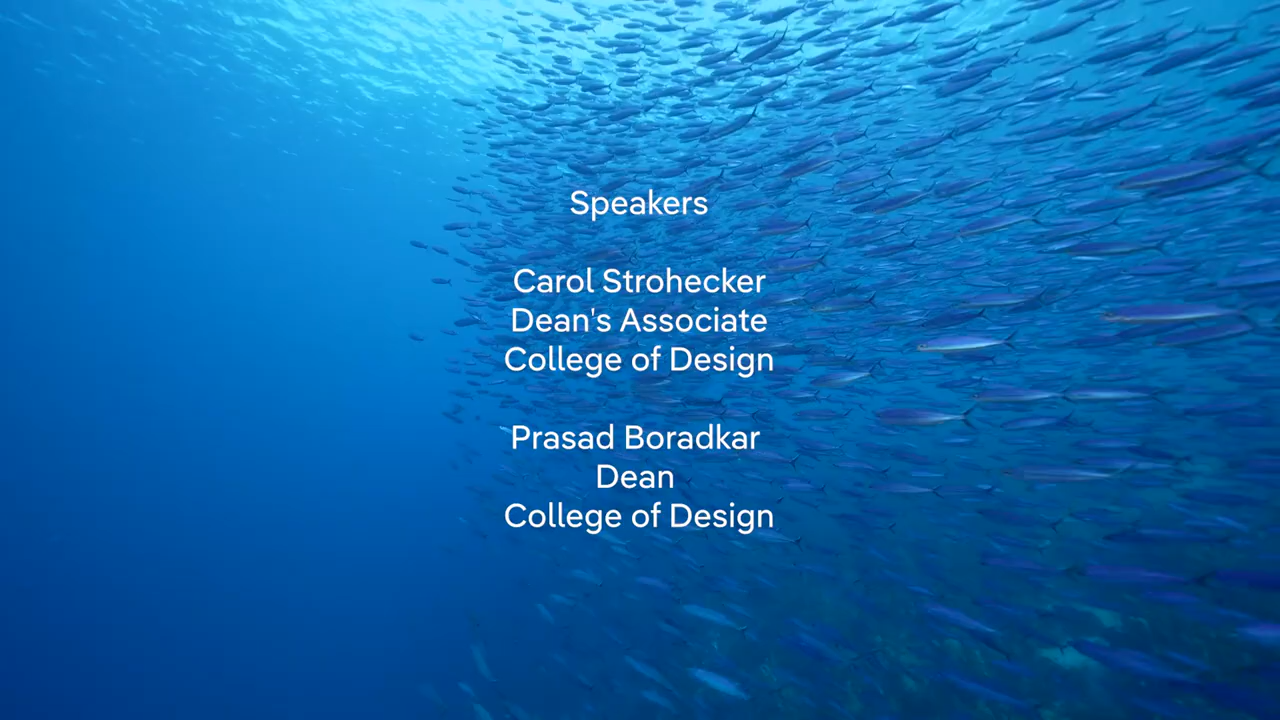 Speakers
Carol Strohecker
Dean's Associate
College of Design
Prasad Boradkar
Dean
College of Design